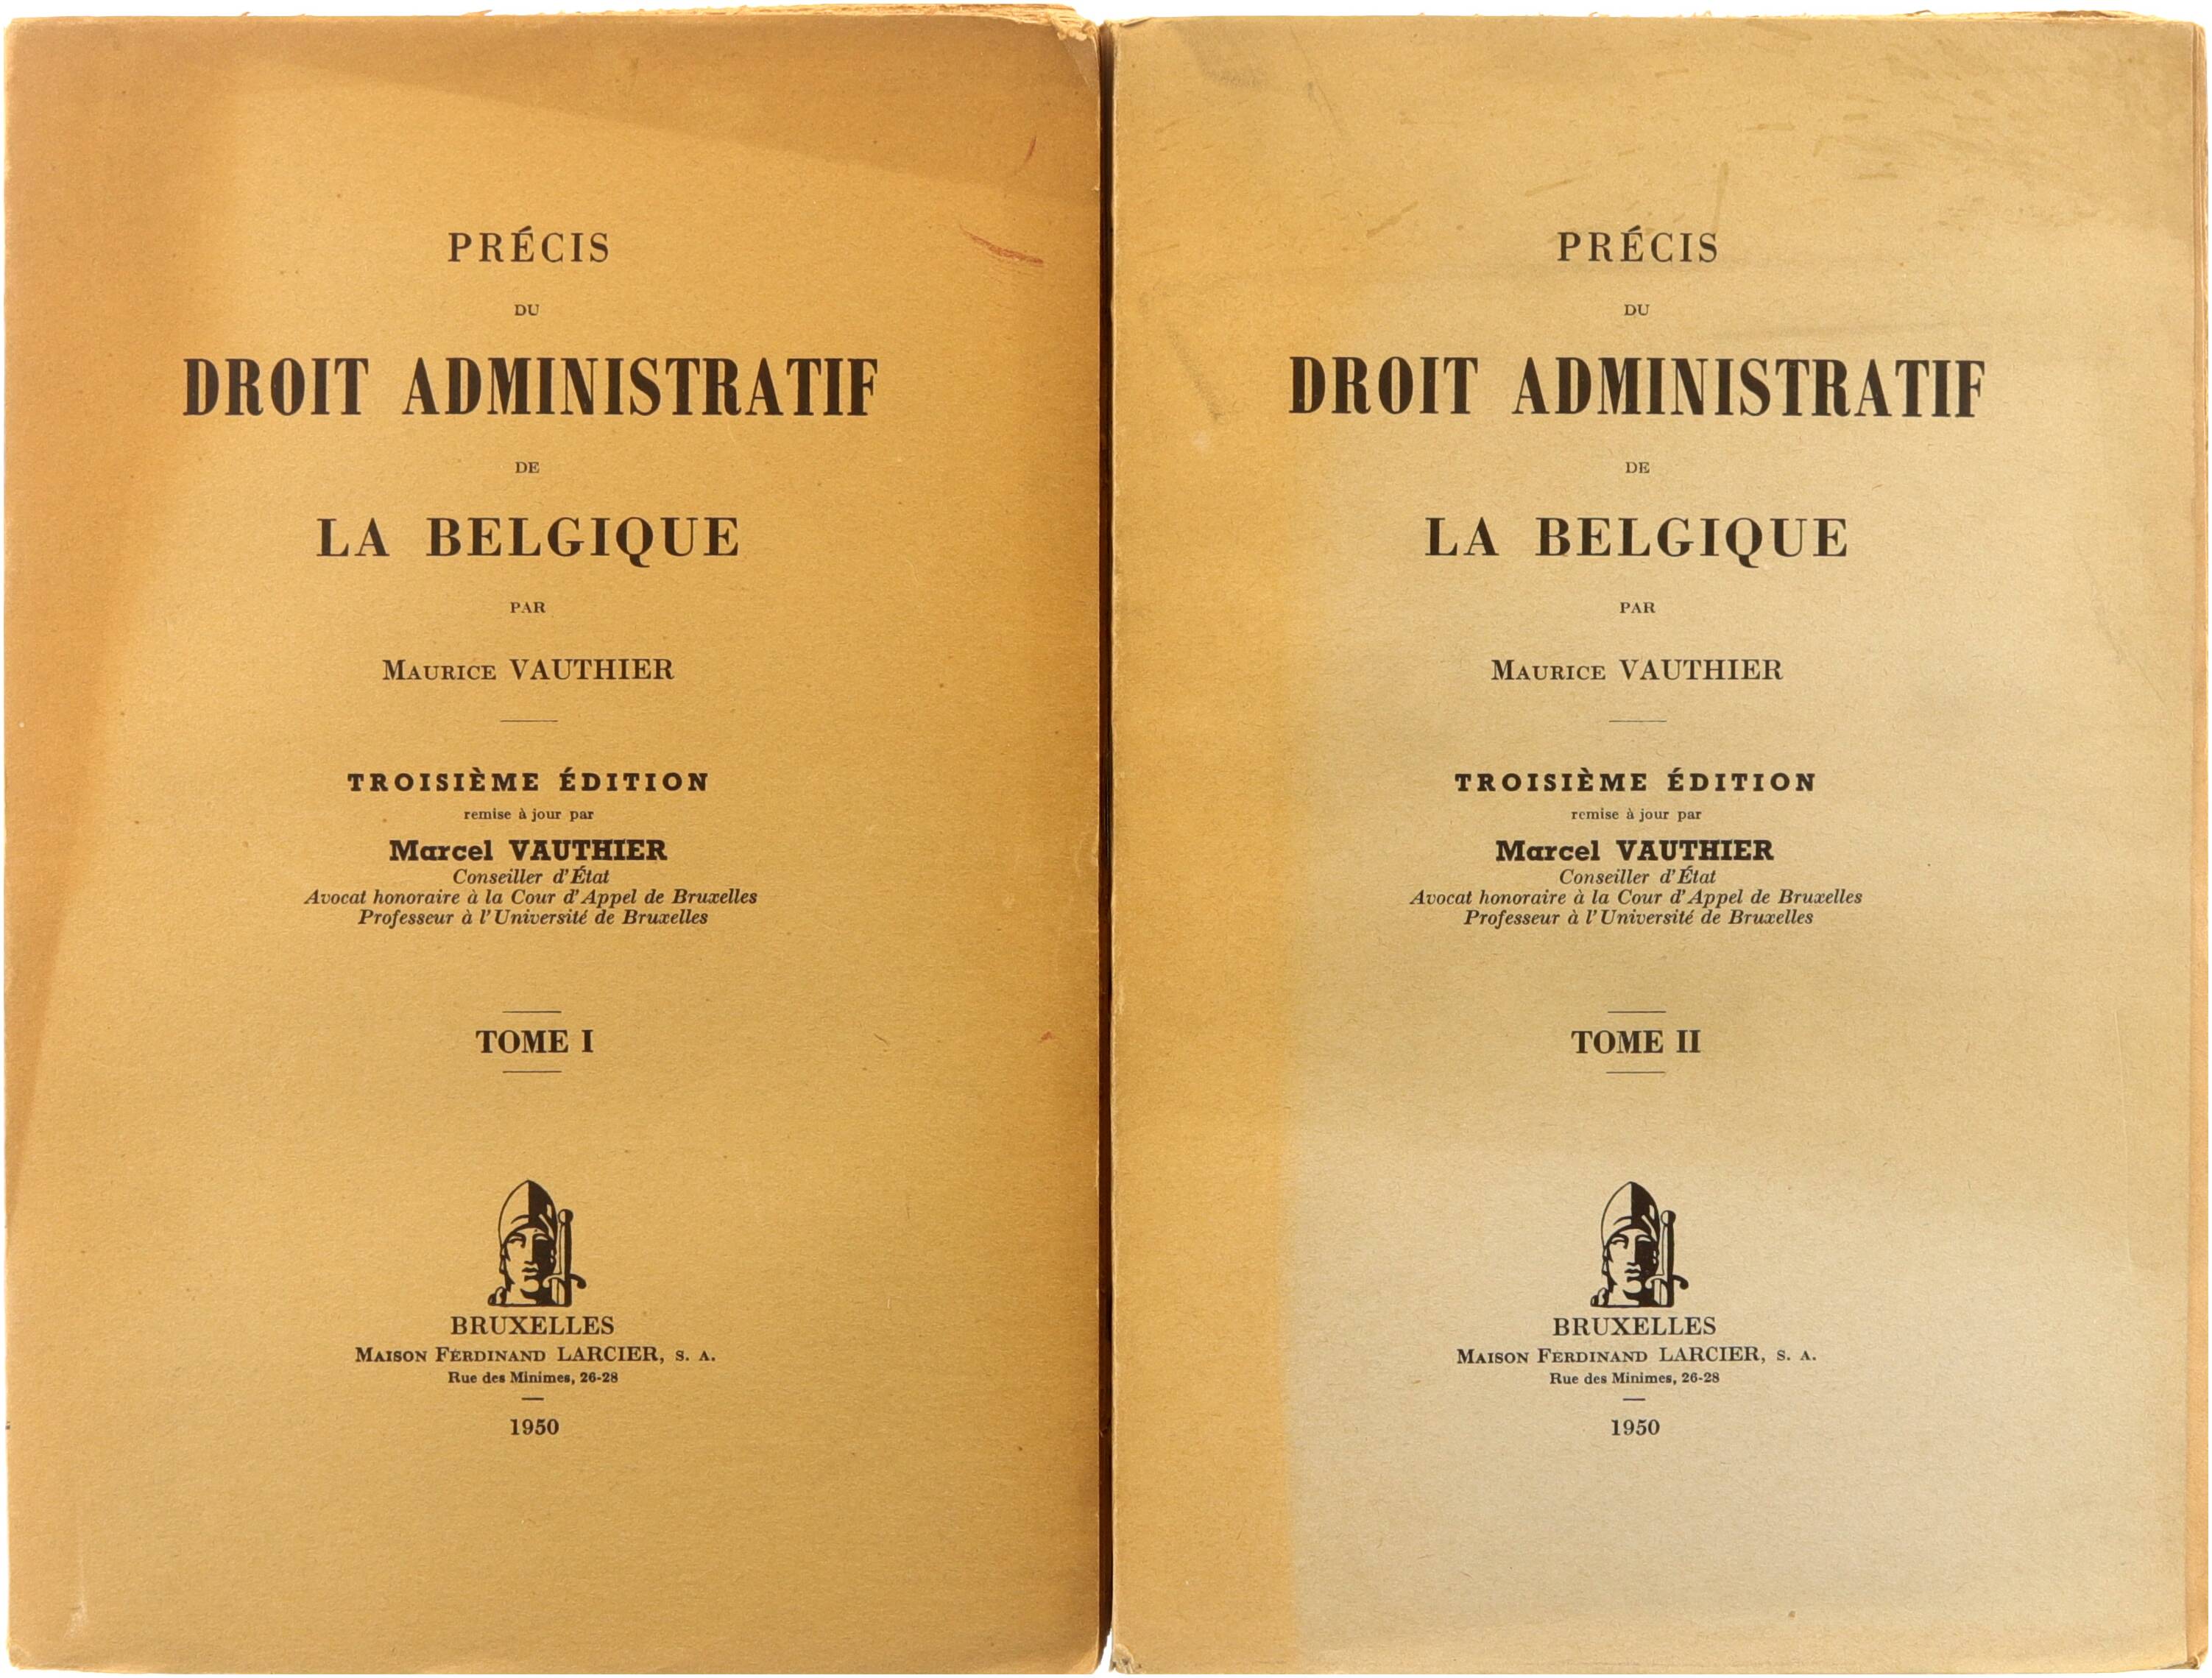 PRÉCIS
DU
DROIT ADMINISTRATIF
DE
LA BELGIQUE
PAR
MAURICE VAUTHIER
TROISIÈME ÉDITION
remise à jour par
Marcel VAUTHIER
Conseiller d'État
Avocat honoraire à la Cour d'Appel de Bruxelles
Professeur à l'Université de Bruxelles
TOME I
BRUXELLES
MAISON FERDINAND LARCIER, S. A.
Rue des Minimes, 26-28
1950
PRÉCIS
DU
DROIT ADMINISTRATIF
DE
LA BELGIQUE
PAR
MAURICE VAUTHIER
TROISIÈME ÉDITION
remise à jour par
Marcel VAUTHIER
Conseiller d'État
Avocat honoraire à la Cour d'Appel de Bruxelles
Professeur à l'Université de Bruxelles
TOME II
BRUXELLES
MAISON FERDINAND LARCIER, S. A.
Rue des Minimes, 26-28
1950